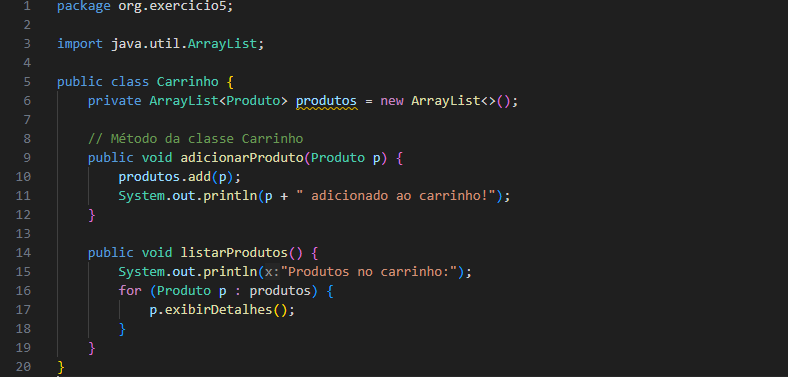 1 package org.exercicio5;
2
3 import java.util.ArrayList;
4
5 public class Carrinho {
6     private ArrayList<Produto> produtos = new ArrayList<>();
7
8     // Método da classe Carrinho
9     public void adicionarProduto(Produto p) {
10         produtos.add(p);
11         System.out.println(p + " adicionado ao carrinho!");
12     }
13
14     public void listarProdutos() {
15         System.out.println(x:"Produtos no carrinho:");
16         for (Produto p : produtos) {
17             p.exibirDetalhes();
18         }
19     }
20 }